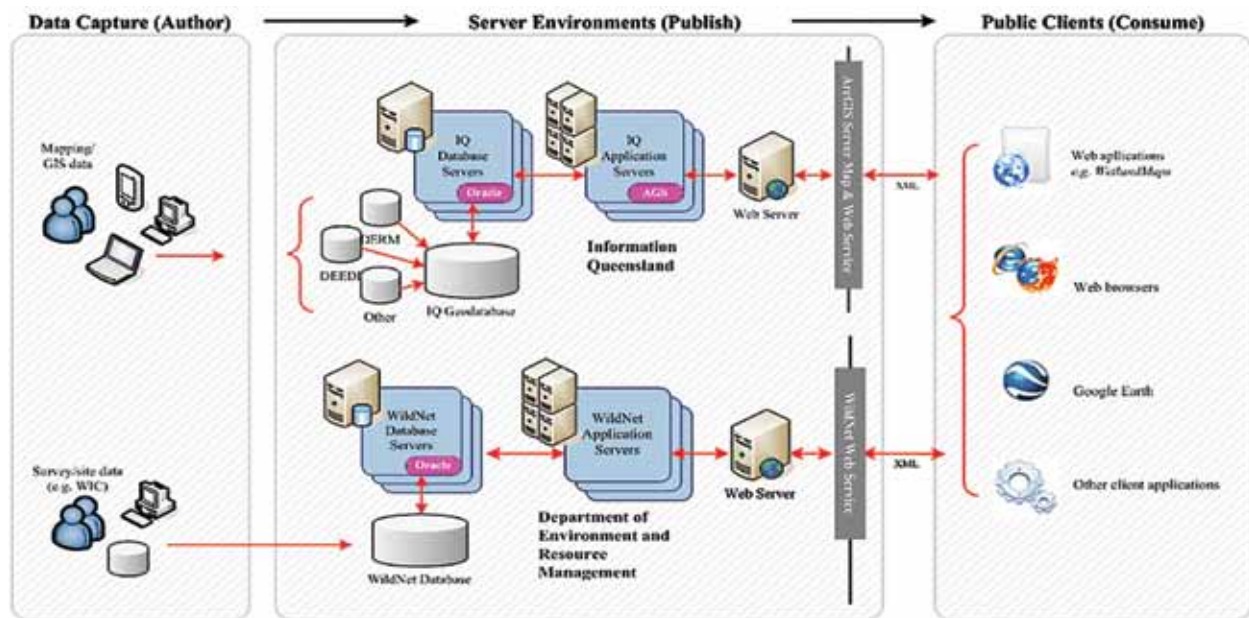 Data Capture (Author)
Server Environments (Publish)
Public Clients (Consume)
Mapping/
GIS data
IQ
Database
Servers
Oracle
IQ
Application
Servers
AGS
Web Server
ArcGIS Server Map & Web Service
XML
DERM
DEEDI
Other
IQ Geodatabase
Information
Queensland
Web aplications
e.g. WetlandMaps
Web browsers
Google Earth
Other client applications
Survey/site data
(e.g. WIC)
WildNet
Database
Servers
Oracle
WildNet
Application
Servers
Web Server
WildNet Web Service
XML
WildNet Database
Department of
Environment and
Resource
Management